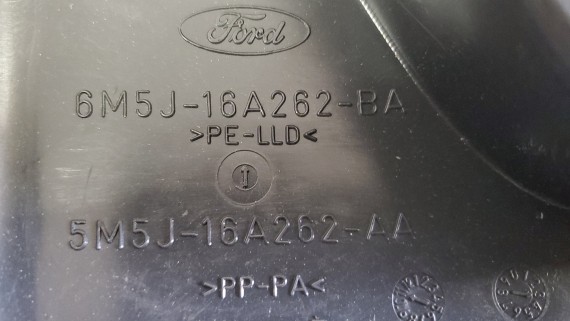 Ford
6M5J-16A262-BA
>PE-LLD<
5M5J-16A262-AA
>PP-PA<